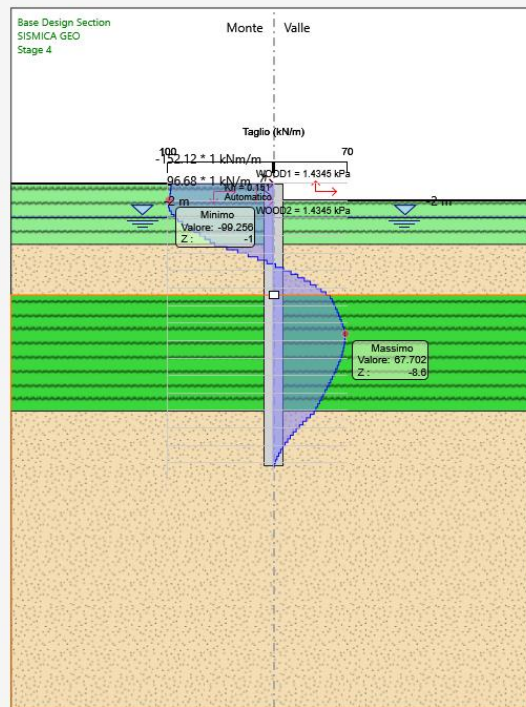 Base Design Section
SISMICA GEO
Stage 4
Monte Valle
Taglio (kN/m)
100 70
-152.12 * 1 kNm/m
WOOD1 = 1.4345 kPa
96.68 * 1 kN/m
Kh = 0.151
Automatico
-2 m
-2 m
WOOD2 = 1.4345 kPa
Minimo
Valore: -99.256
Z : -1
Massimo
Valore: 67.702
Z : -8.6